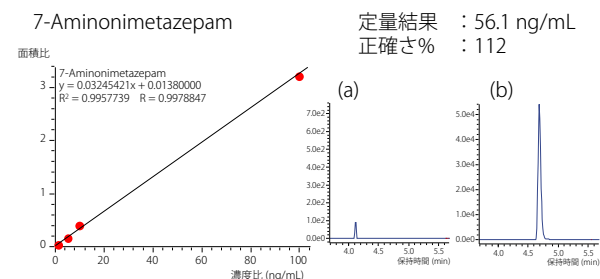 7-Aminonimetazepam
定量結果 ：56.1 ng/mL
正確さ% ：112
面積比
7-Aminonimetazepam
y = 0.03245421x + 0.01380000
R² = 0.9957739 R = 0.9978847
3
2
1
0
0 20 40 60 80 100
濃度比 (ng/mL)
(a)
7.0e2
6.0e2
5.0e2
4.0e2
3.0e2
2.0e2
1.0e2
0.0e0
4.0 4.5 5.0 5.5
保持時間 (min)
(b)
5.0e4
4.0e4
3.0e4
2.0e4
1.0e4
0.0e0
4.0 5.0 5.5
保持時間 (min)